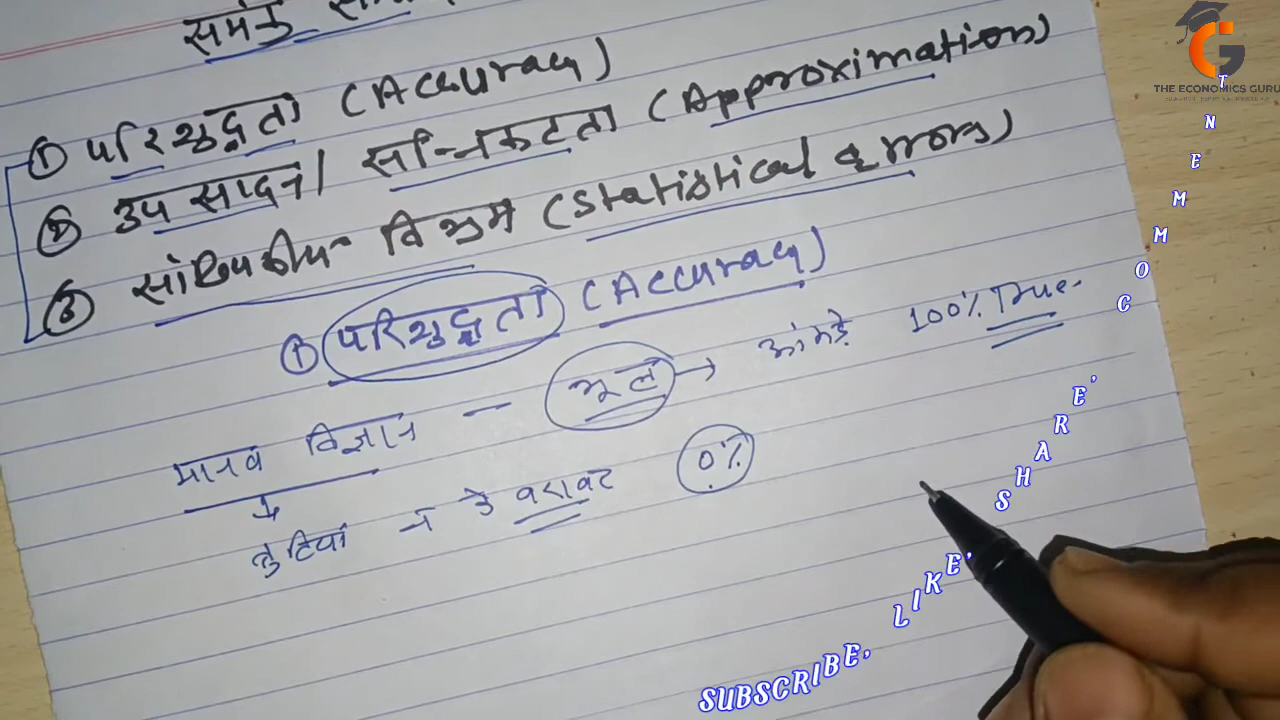 समंक
① परिशुद्धता (Accuracy)
② उपसादन / सन्निकटता (Approximation)
③ सांख्यिकीय विभ्रम (Statistical errors)
① परिशुद्धता (Accuracy)
मानव विज्ञान - भूल → आंकड़े 100% True.
त्रुटियां न के बराबर 0%
THE ECONOMICS GURU
SUBSCRIBE, LIKE, SHARE, COMMENT